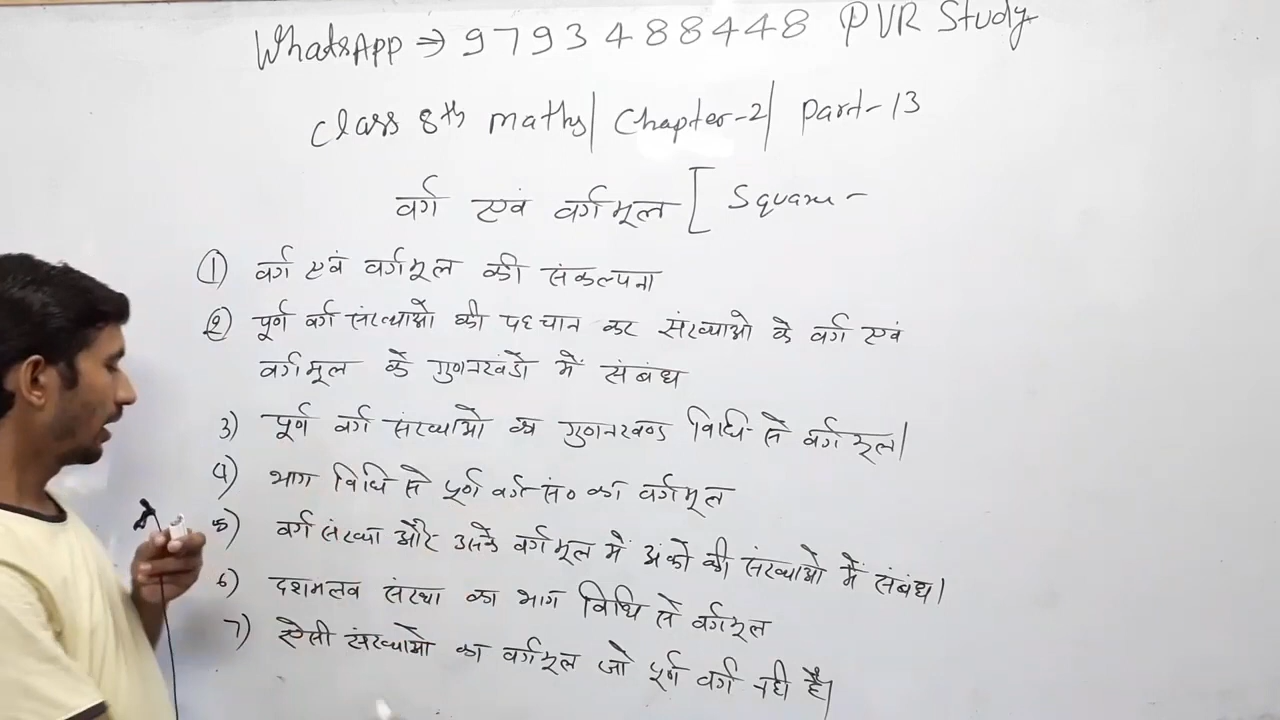 WhatsApp → 9793488448 PVR Study
Class 8th maths| Chapter-2| Part-13
वर्ग एवं वर्गमूल [ Square -
1) वर्ग एवं वर्गमूल की संकल्पना
2) पूर्ण वर्ग संख्याओ की पहचान कर संख्याओ के वर्ग एवं
वर्गमूल के गुणनखंडो में संबंध
3) पूर्ण वर्ग संख्याओ का गुणनखण्ड विधि से वर्गमूल|
4) भाग विधि से पूर्ण वर्ग सं० का वर्गमूल
5) वर्ग संख्या और उसके वर्गमूल में अंको की संख्याओ में संबंध|
6) दशमलव संख्या का भाग विधि से वर्गमूल
7) ऐसी संख्याओ का वर्गमूल जो पूर्ण वर्ग नही है|